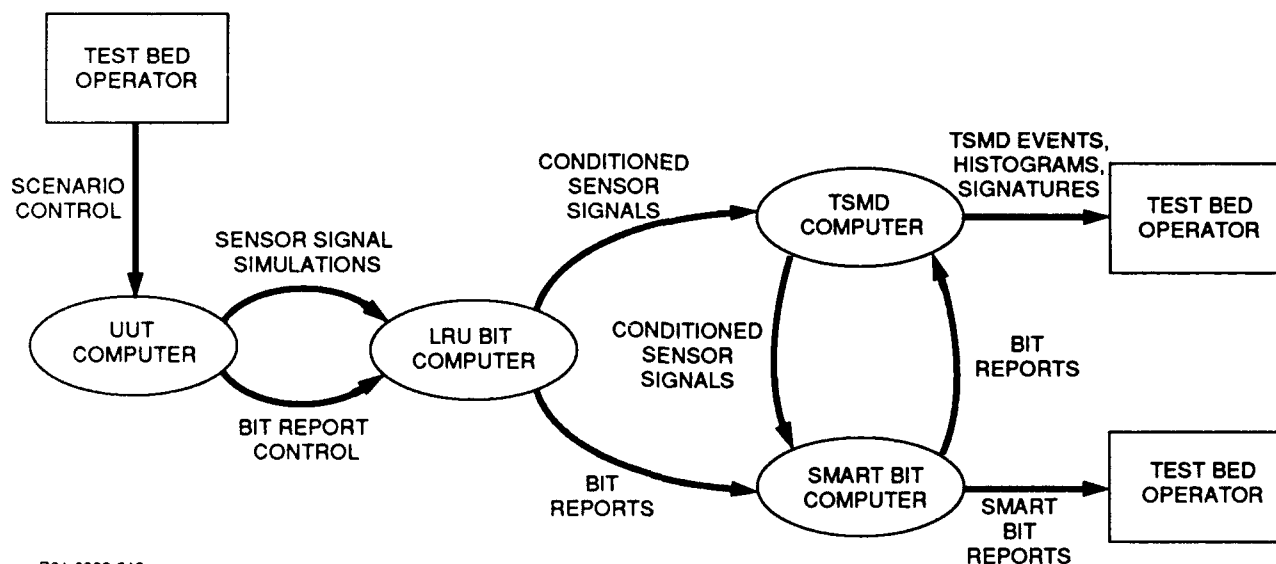 TEST BED
OPERATOR
SCENARIO
CONTROL
SENSOR SIGNAL
SIMULATIONS
UUT
COMPUTER
BIT REPORT
CONTROL
LRU BIT
COMPUTER
CONDITIONED
SENSOR
SIGNALS
BIT
REPORTS
TSMD
COMPUTER
CONDITIONED
SENSOR
SIGNALS
BIT
REPORTS
SMART BIT
COMPUTER
TSMD EVENTS,
HISTOGRAMS,
SIGNATURES
TEST BED
OPERATOR
SMART
BIT
REPORTS
TEST BED
OPERATOR